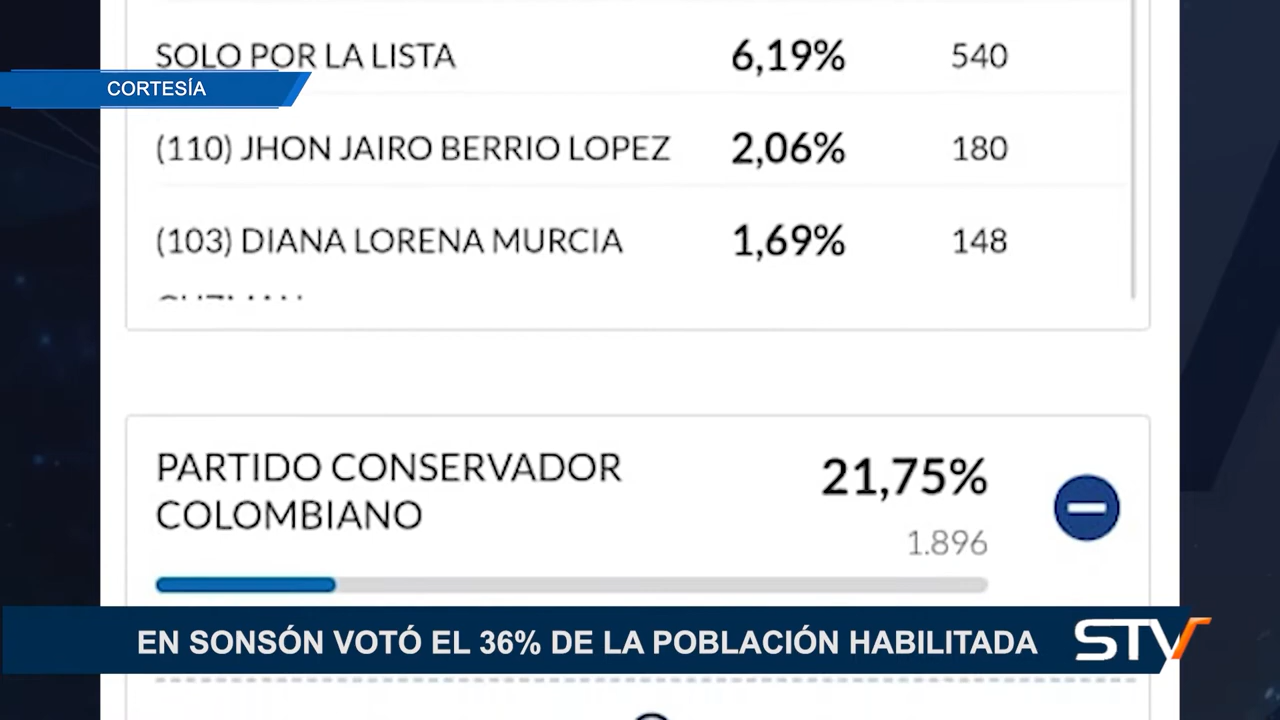 SOLO POR LA LISTA 6,19% 540
CORTESÍA
(110) JHON JAIRO BERRIO LOPEZ 2,06% 180
(103) DIANA LORENA MURCIA 1,69% 148
PARTIDO CONSERVADOR
COLOMBIANO
21,75%
1.896
EN SONSÓN VOTÓ EL 36% DE LA POBLACIÓN HABILITADA
STV